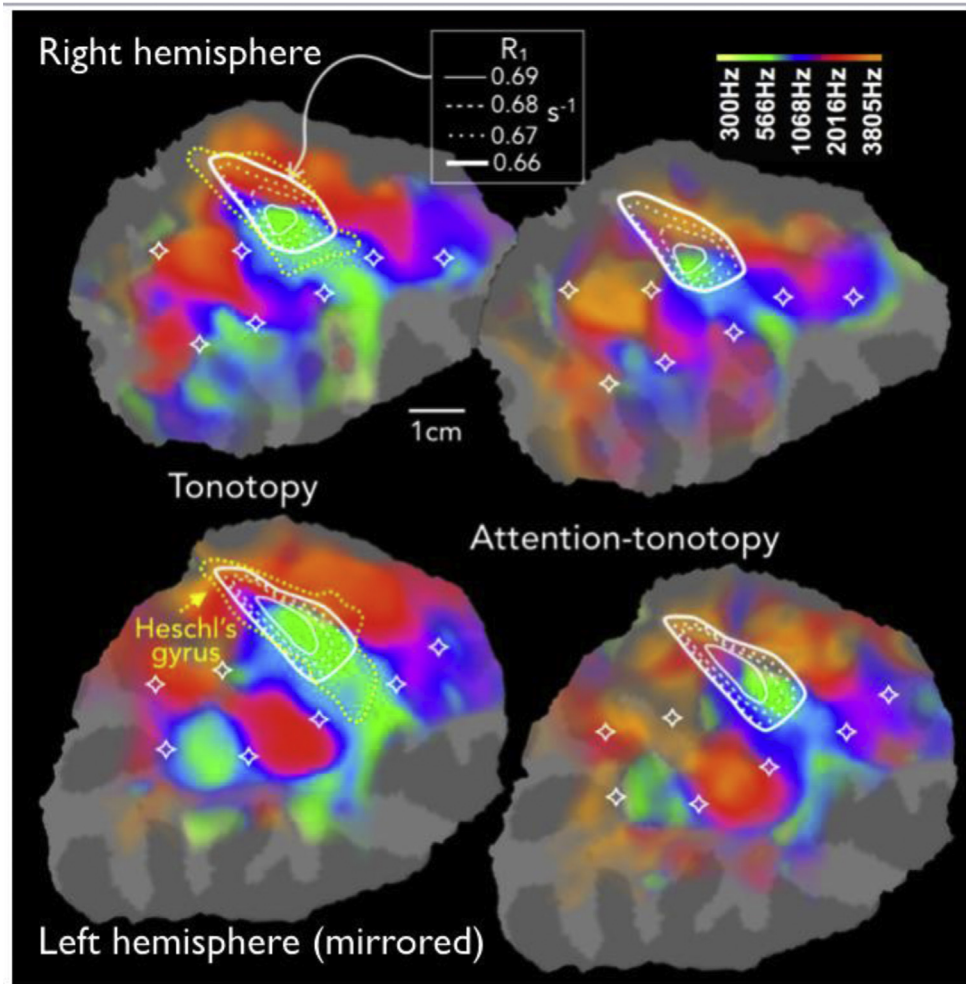 Right hemisphere
R₁
0.69
0.68 s⁻¹
0.67
0.66
300Hz
566Hz
1068Hz
2016Hz
3805Hz
1cm
Tonotopy
Attention-tonotopy
Heschl's
gyrus
Left hemisphere (mirrored)